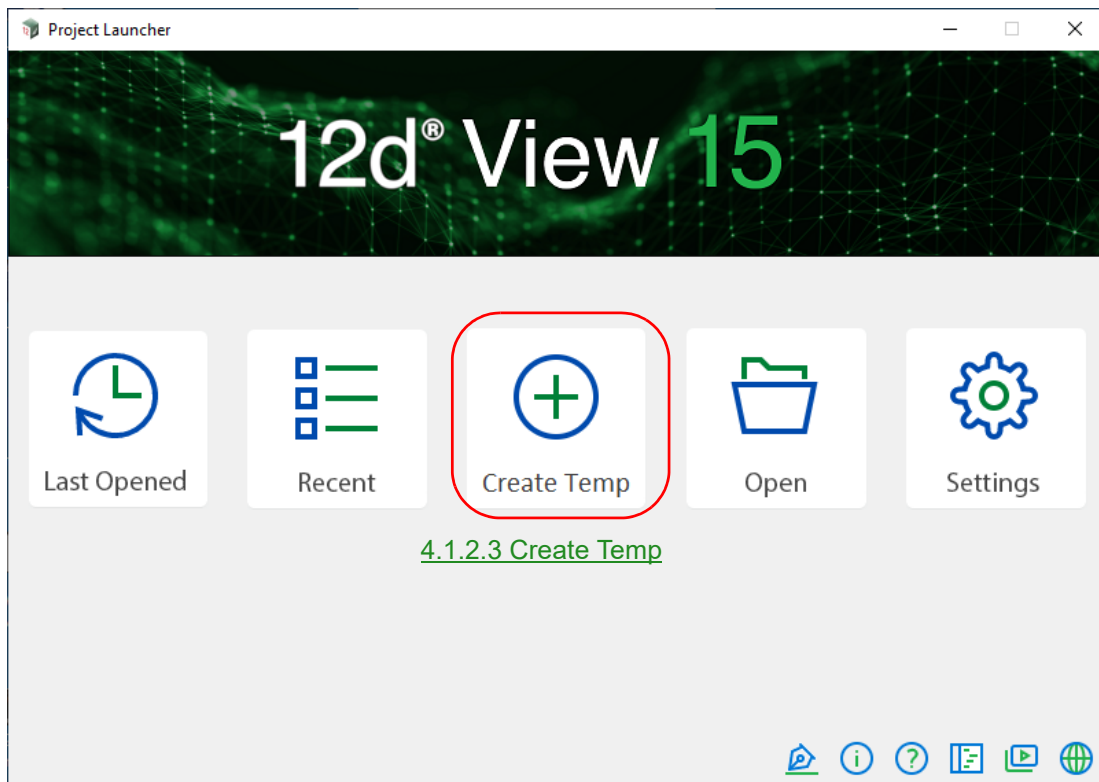 Project Launcher
12d® View 15
Last Opened
Recent
Create Temp
Open
Settings
4.1.2.3 Create Temp